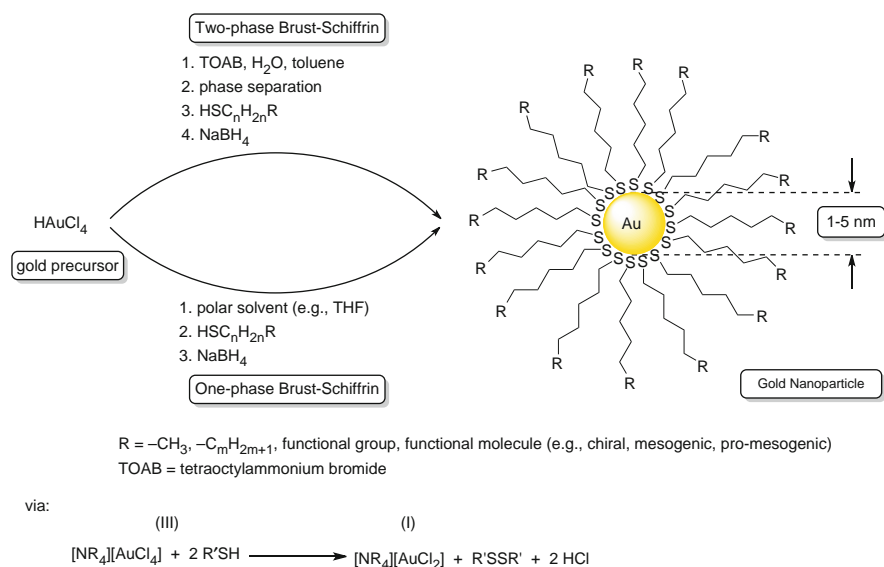 Two-phase Brust-Schiffrin
1. TOAB, H₂O, toluene
2. phase separation
3. HSCₙH₂ₙR
4. NaBH₄
HAuCl₄
gold precursor
1. polar solvent (e.g., THF)
2. HSCₙH₂ₙR
3. NaBH₄
One-phase Brust-Schiffrin
R R R R R R R R R R R R R R R R
S S S S S S S S S S S S S S S S
Au
1-5 nm
Gold Nanoparticle
R = –CH₃, –CₘH₂ₘ₊₁, functional group, functional molecule (e.g., chiral, mesogenic, pro-mesogenic)
TOAB = tetraoctylammonium bromide
via:
(III) (I)
[NR₄][AuCl₄] + 2 R′SH [NR₄][AuCl₂] + R'SSR' + 2 HCl